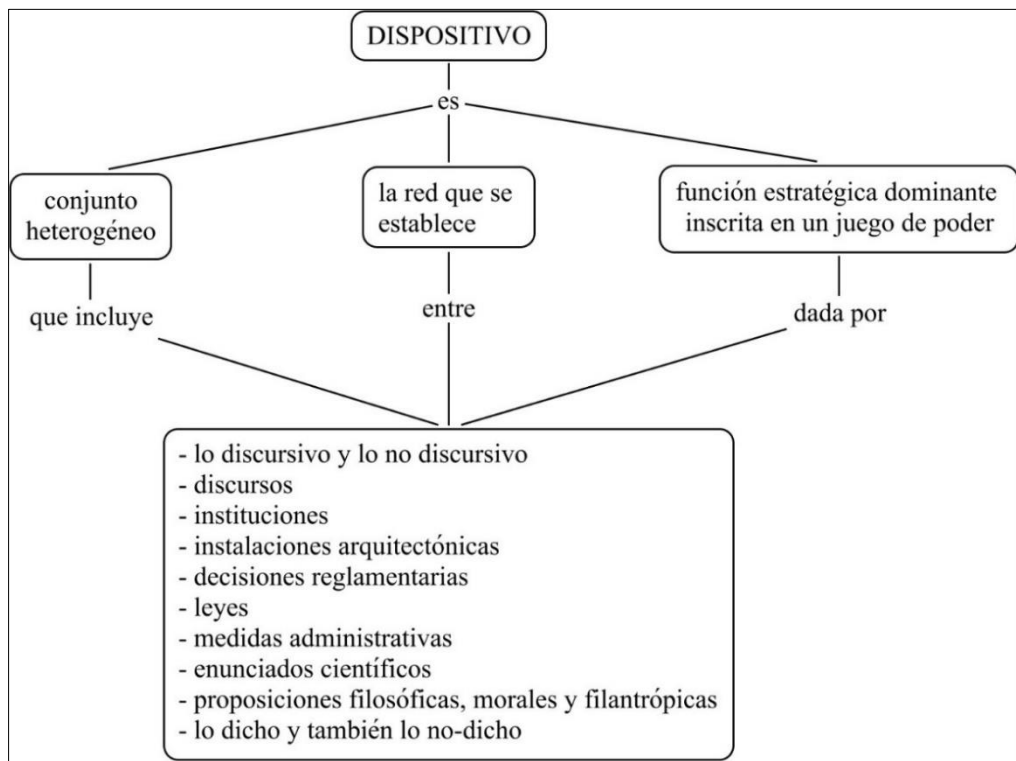 DISPOSITIVO
es
conjunto
heterogéneo
la red que se
establece
función estratégica dominante
inscrita en un juego de poder
que incluye
entre
dada por
- lo discursivo y lo no discursivo
- discursos
- instituciones
- instalaciones arquitectónicas
- decisiones reglamentarias
- leyes
- medidas administrativas
- enunciados científicos
- proposiciones filosóficas, morales y filantrópicas
- lo dicho y también lo no-dicho